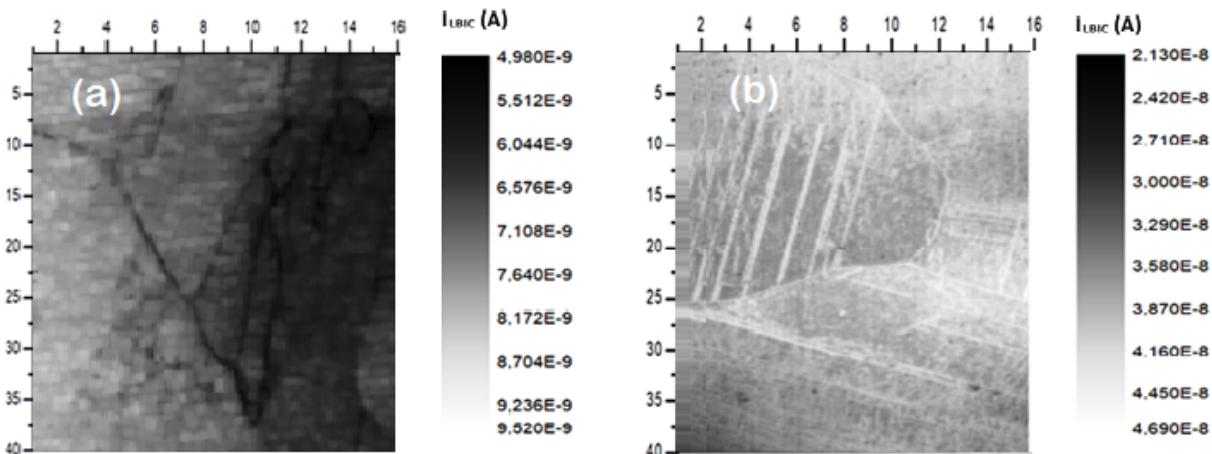 2 4 6 8 10 12 14 16
5
10
15
20
25
30
35
40
(a)
I LBIC (A)
4,980E-9
5,512E-9
6,044E-9
6,576E-9
7,108E-9
7,640E-9
8,172E-9
8,704E-9
9,236E-9
9,520E-9
2 4 6 8 10 12 14 16
5
10
15
20
25
30
35
40
(b)
I LBIC (A)
2,130E-8
2,420E-8
2,710E-8
3,000E-8
3,290E-8
3,580E-8
3,870E-8
4,160E-8
4,450E-8
4,690E-8